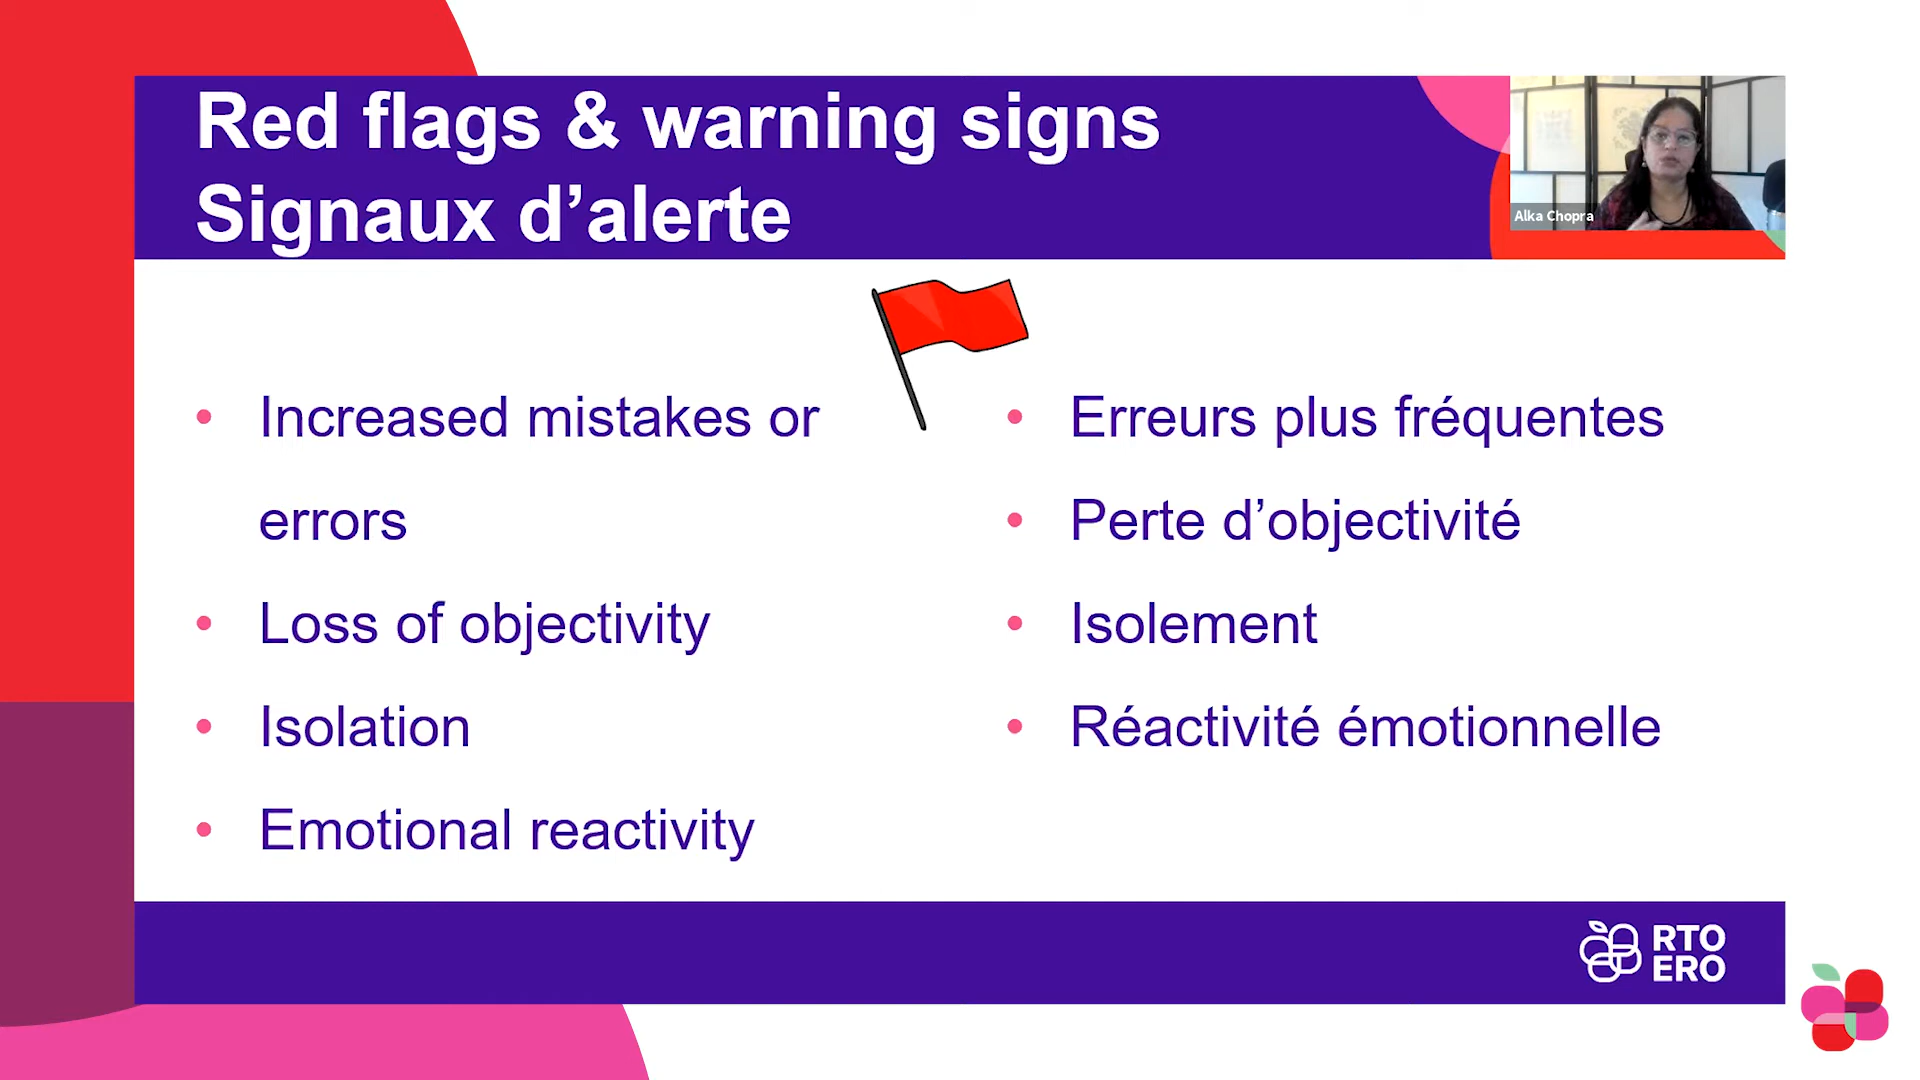 Red flags & warning signs
Signaux d’alerte
Alka Chopra
• Increased mistakes or
errors
• Loss of objectivity
• Isolation
• Emotional reactivity
• Erreurs plus fréquentes
• Perte d’objectivité
• Isolement
• Réactivité émotionnelle
RTO
ERO